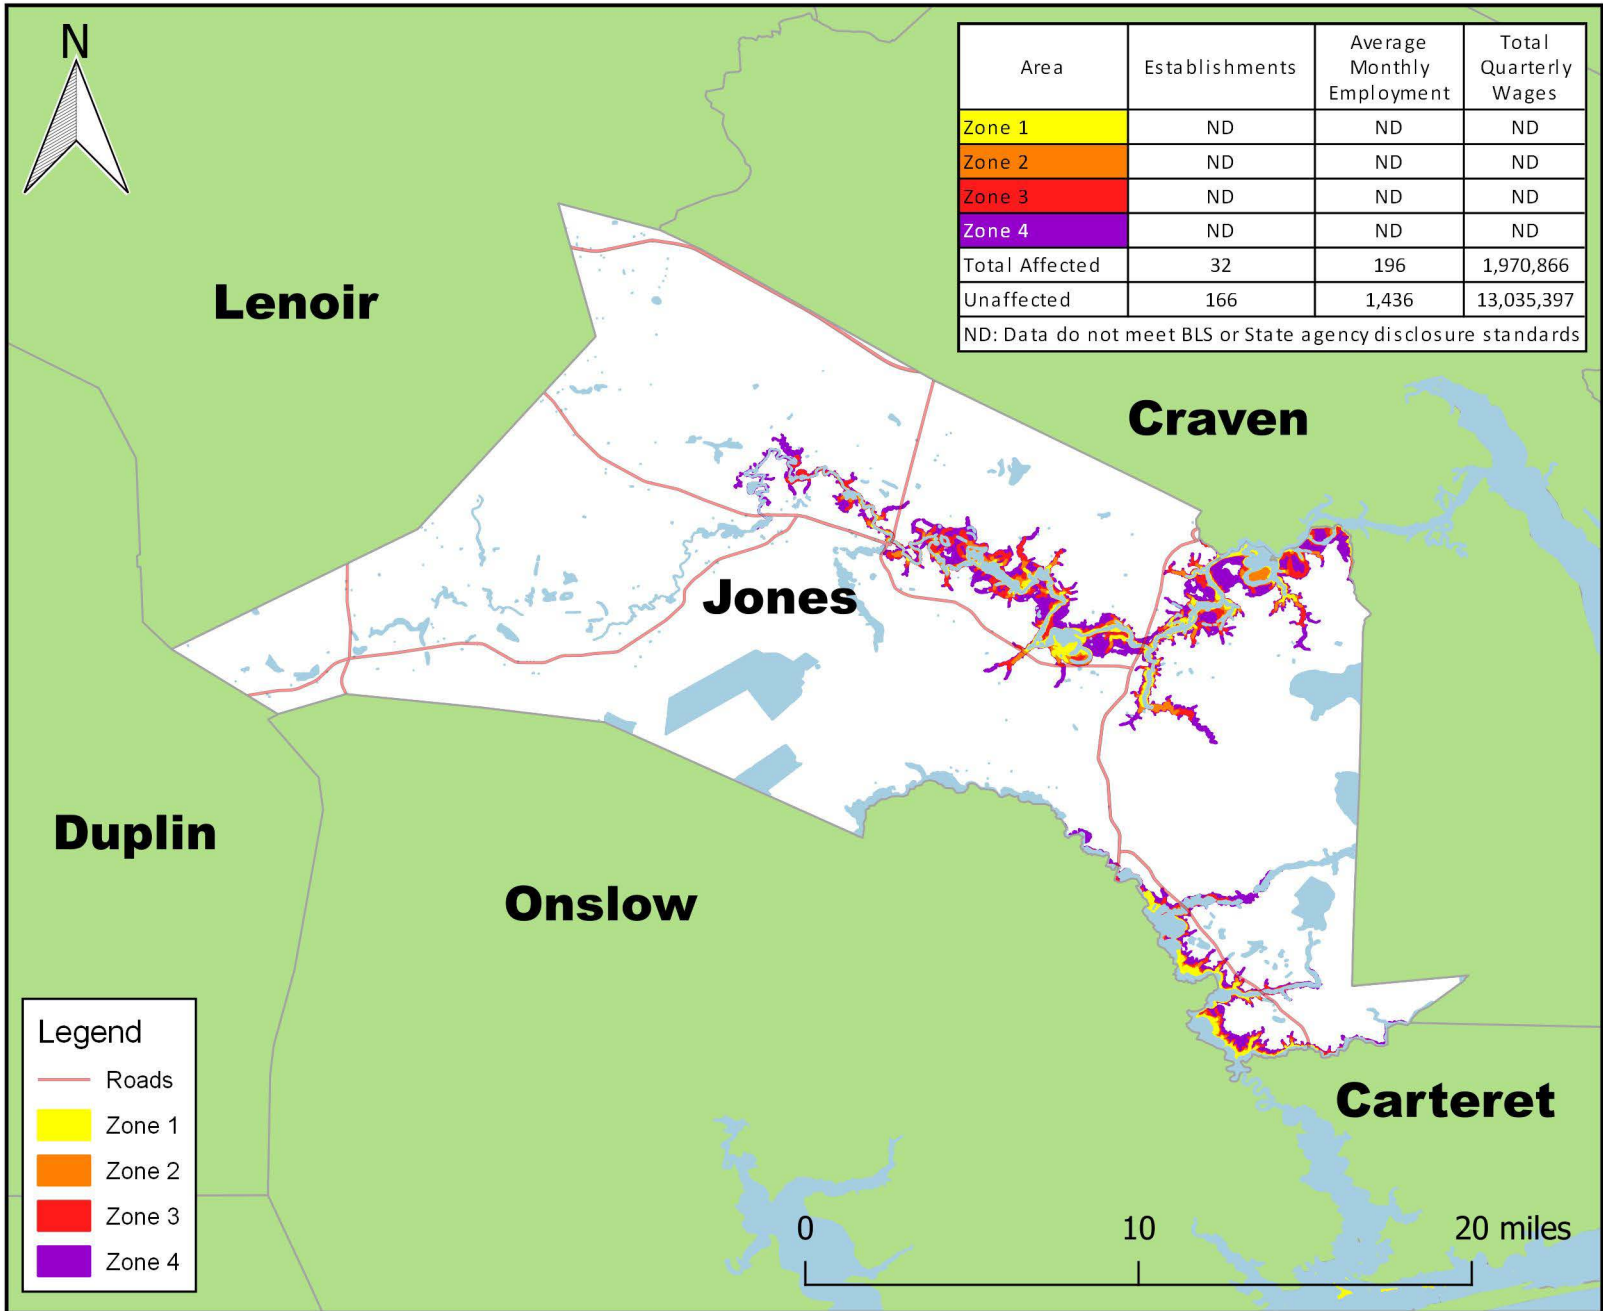 N
Area Establishments Average Monthly Employment Total Quarterly Wages
Zone 1 ND ND ND
Zone 2 ND ND ND
Zone 3 ND ND ND
Zone 4 ND ND ND
Total Affected 32 196 1,970,866
Unaffected 166 1,436 13,035,397
ND: Data do not meet BLS or State agency disclosure standards
Lenoir
Craven
Jones
Duplin
Onslow
Carteret
Legend
Roads
Zone 1
Zone 2
Zone 3
Zone 4
0 10 20 miles